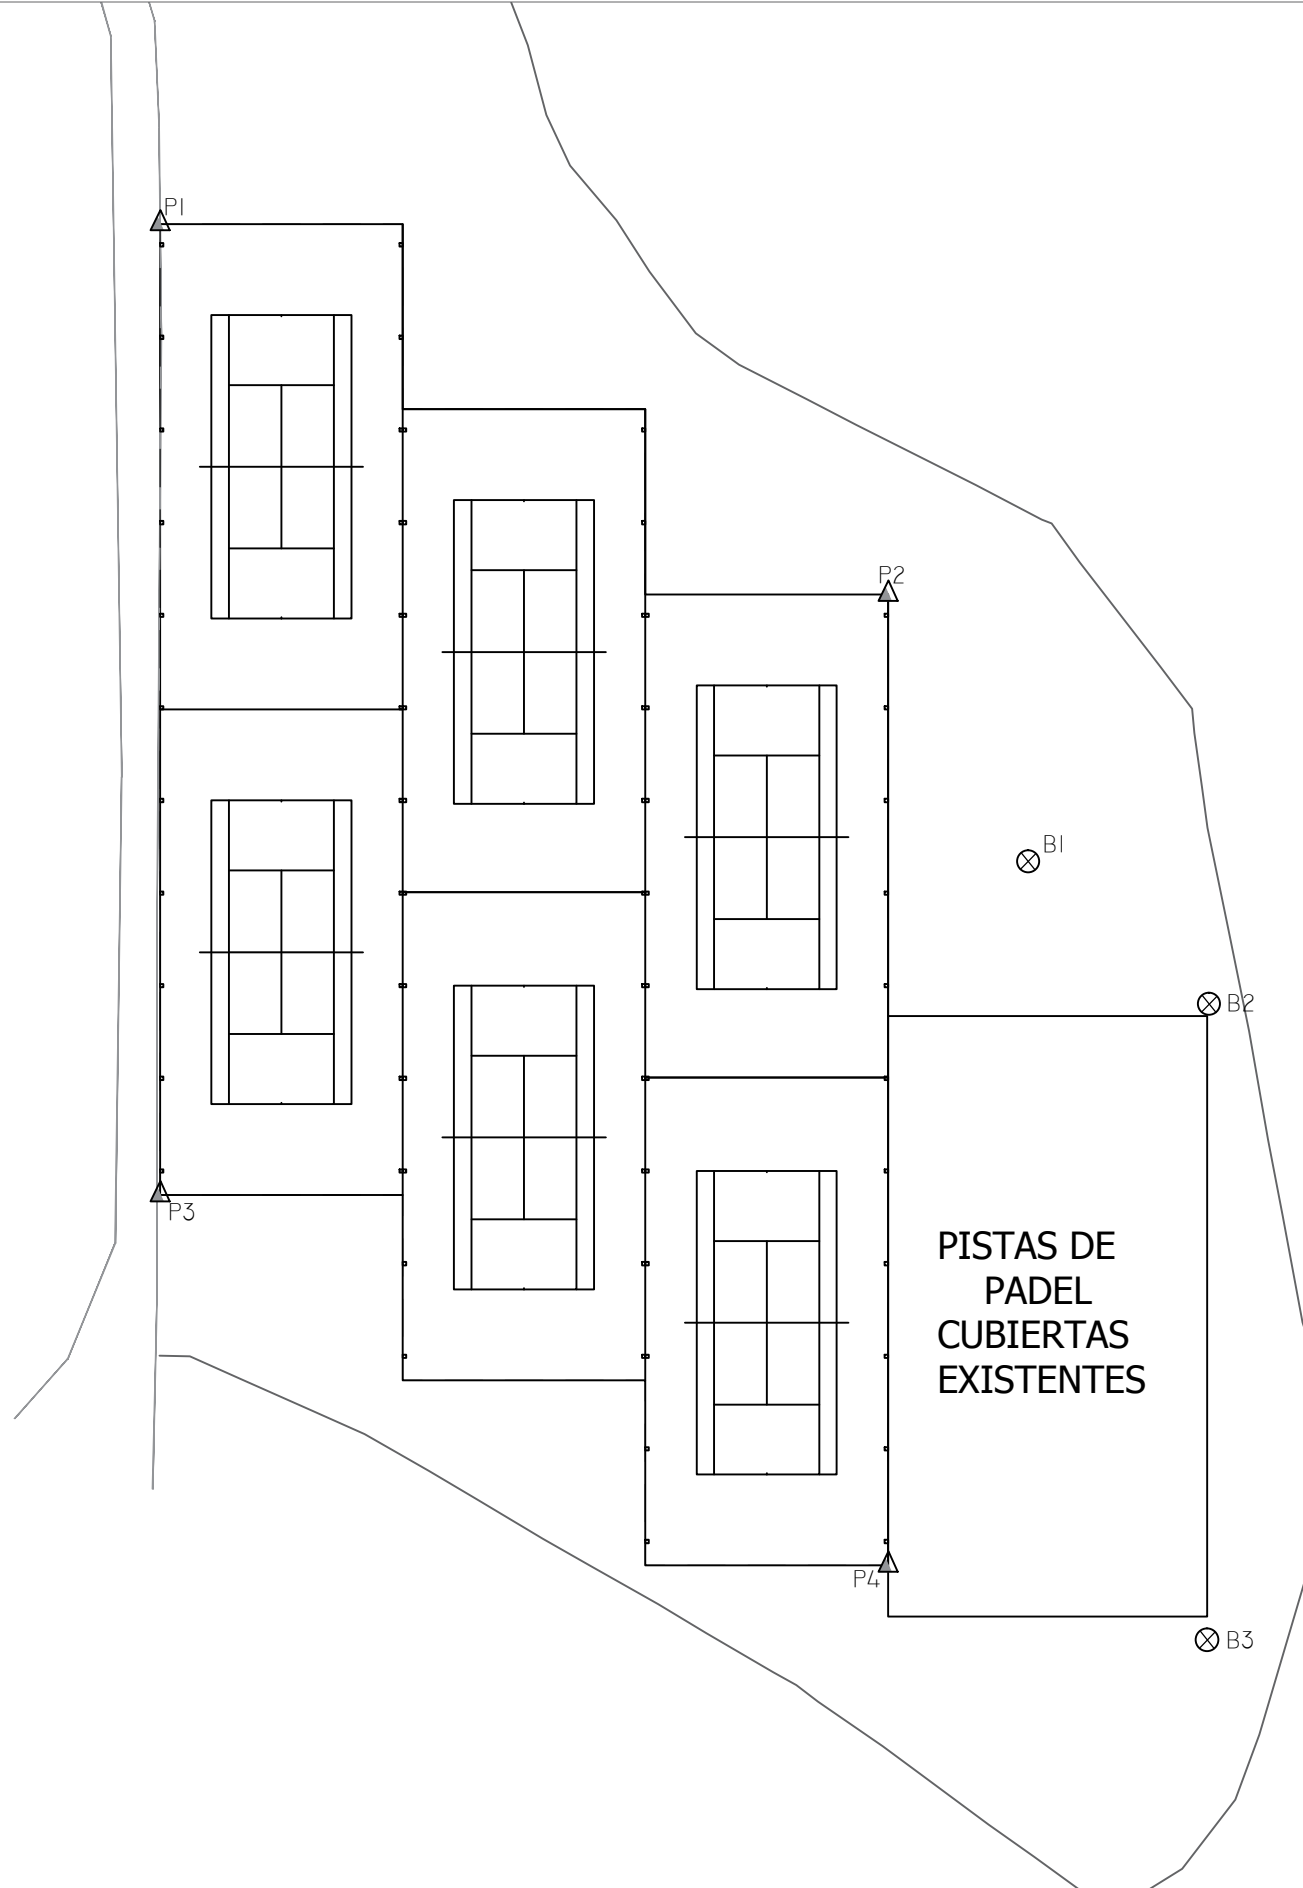 P1
P2
B1
B2
P3
PISTAS DE
PADEL
CUBIERTAS
EXISTENTES
P4
B3